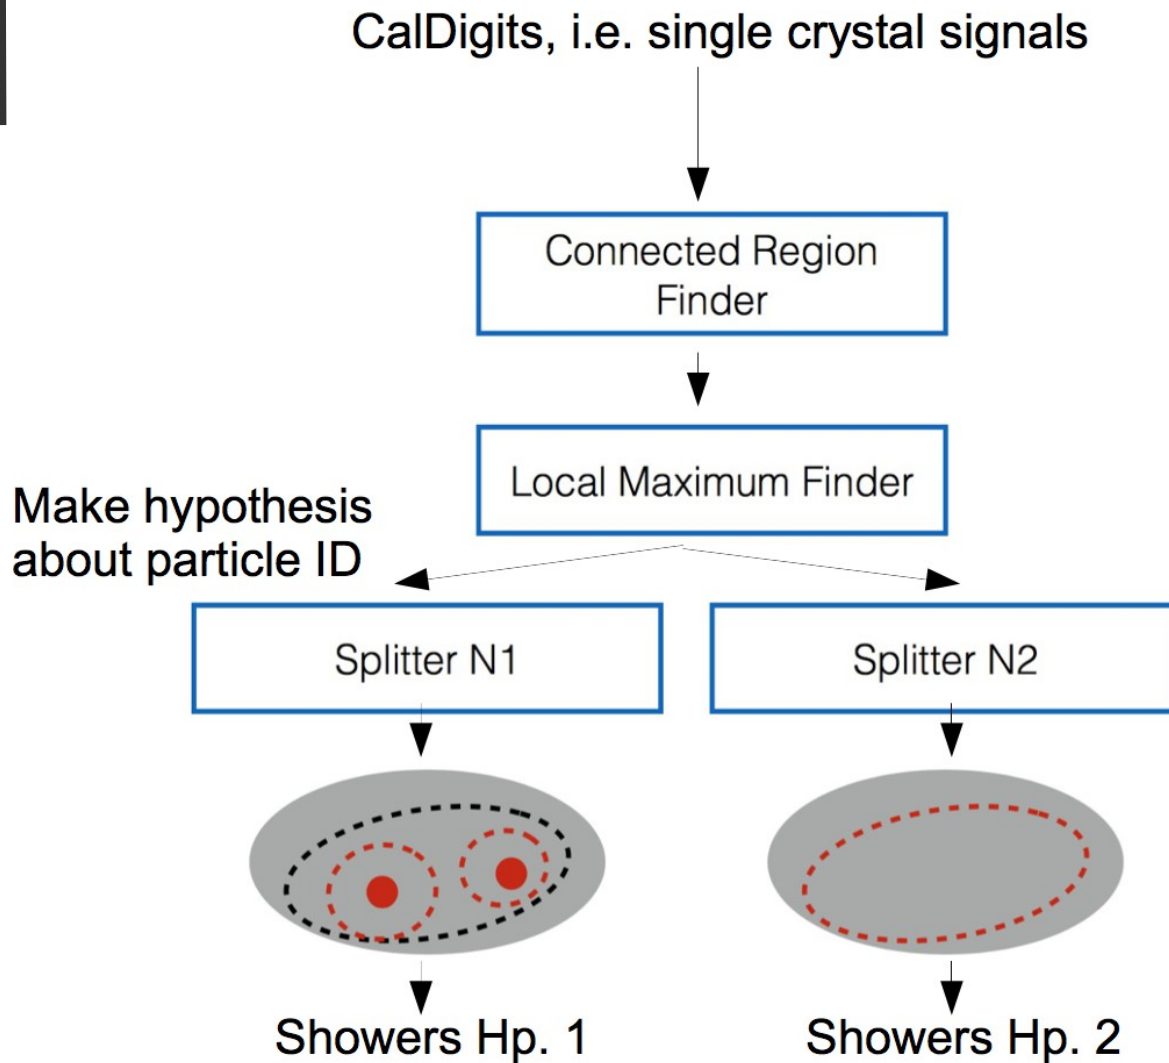 CalDigits, i.e. single crystal signals
Connected Region
Finder
Local Maximum Finder
Make hypothesis
about particle ID
Splitter N1
Splitter N2
Showers Hp. 1
Showers Hp. 2